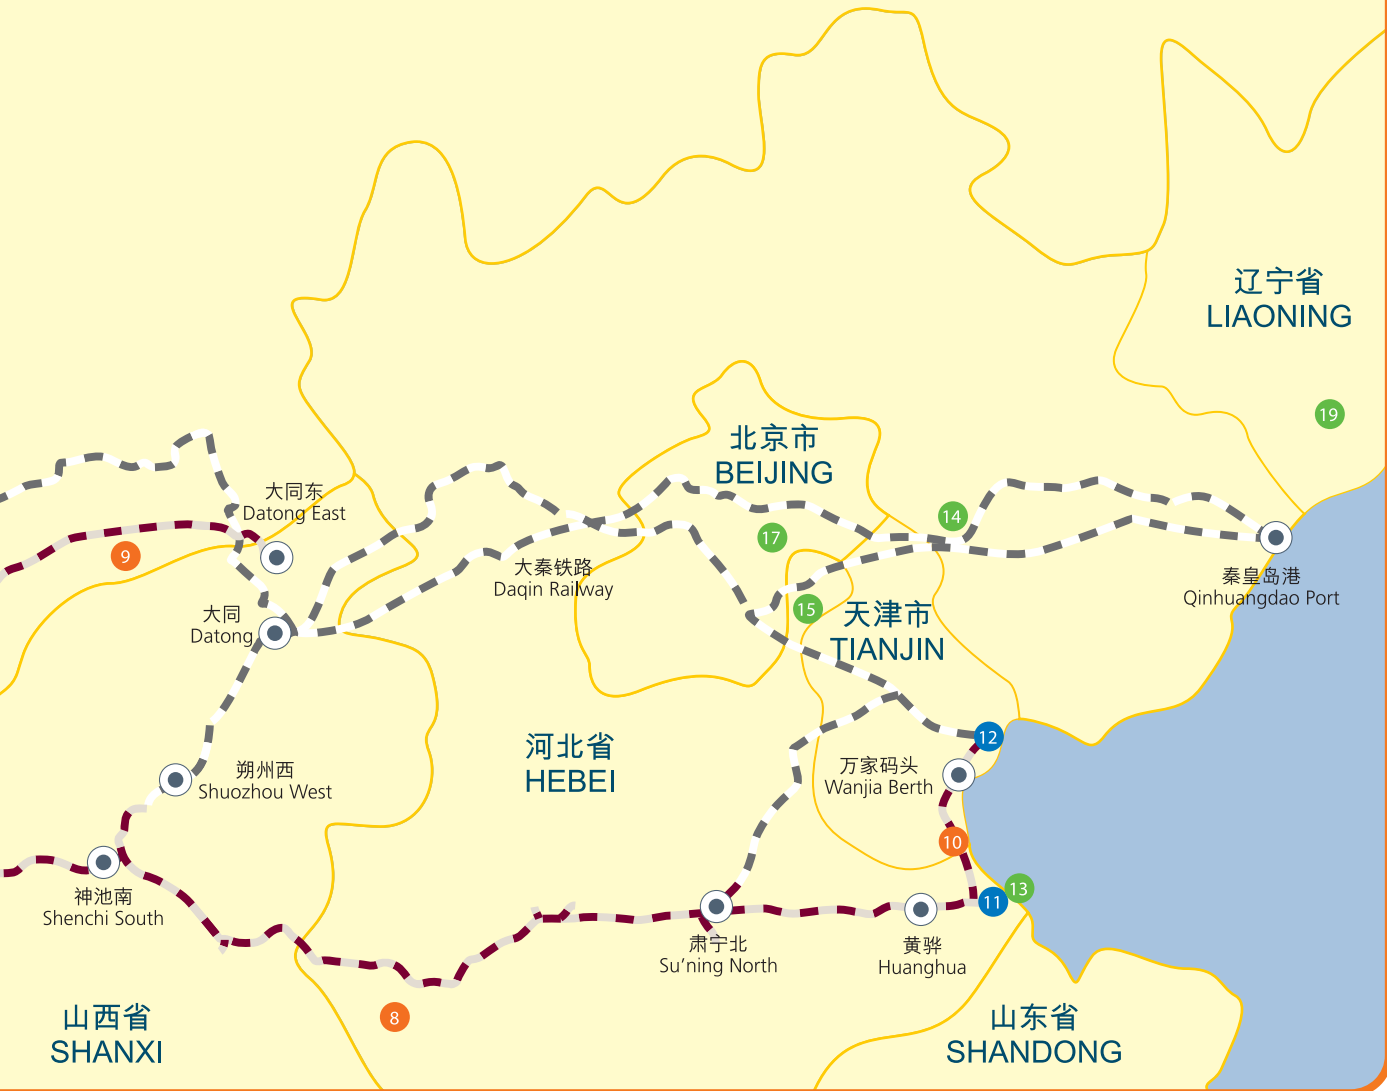 辽宁省
LIAONING
19
北京市
BEIJING
大同东
Datong East
14
17
9
大秦铁路
Daqin Railway
秦皇岛港
Qinhuangdao Port
15
大同
Datong
天津市
TIANJIN
河北省
HEBEI
12
朔州西
Shuozhou West
万家码头
Wanjia Berth
10
神池南
Shenchi South
13
11
肃宁北
Su'ning North
黄骅
Huanghua
8
山西省
SHANXI
山东省
SHANDONG